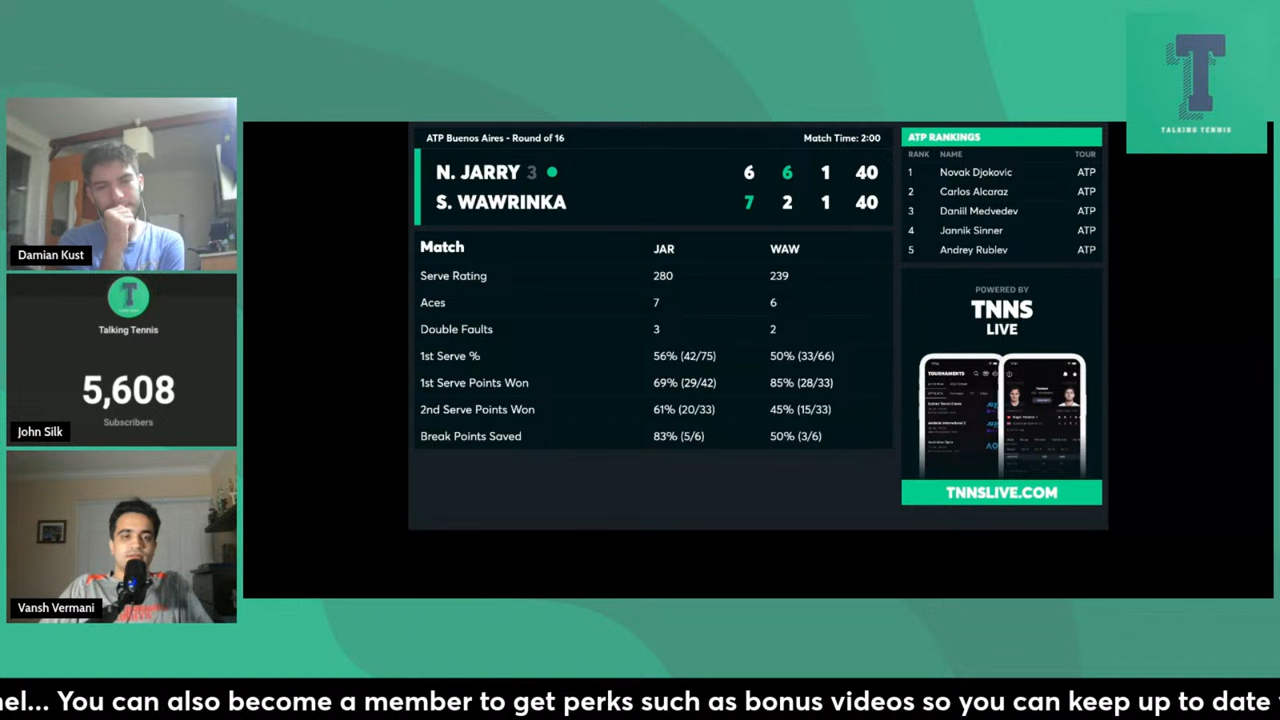 T
TALKING TENNIS
Damian Kust
T
Talking Tennis
5,608
Subscribers
John Silk
Vansh Vermani
ATP Buenos Aires - Round of 16 Match Time: 2:00
N. JARRY 3 6 6 1 40
S. WAWRINKA 7 2 1 40
Match JAR WAW
Serve Rating 280 239
Aces 7 6
Double Faults 3 2
1st Serve % 56% (42/75) 50% (33/66)
1st Serve Points Won 69% (29/42) 85% (28/33)
2nd Serve Points Won 61% (20/33) 45% (15/33)
Break Points Saved 83% (5/6) 50% (3/6)
ATP RANKINGS
RANK NAME TOUR
1 Novak Djokovic ATP
2 Carlos Alcaraz ATP
3 Daniil Medvedev ATP
4 Jannik Sinner ATP
5 Andrey Rublev ATP
POWERED BY
TNNS
LIVE
TOURNAMENTS
TNNSLIVE.COM
nel... You can also become a member to get perks such as bonus videos so you can keep up to date